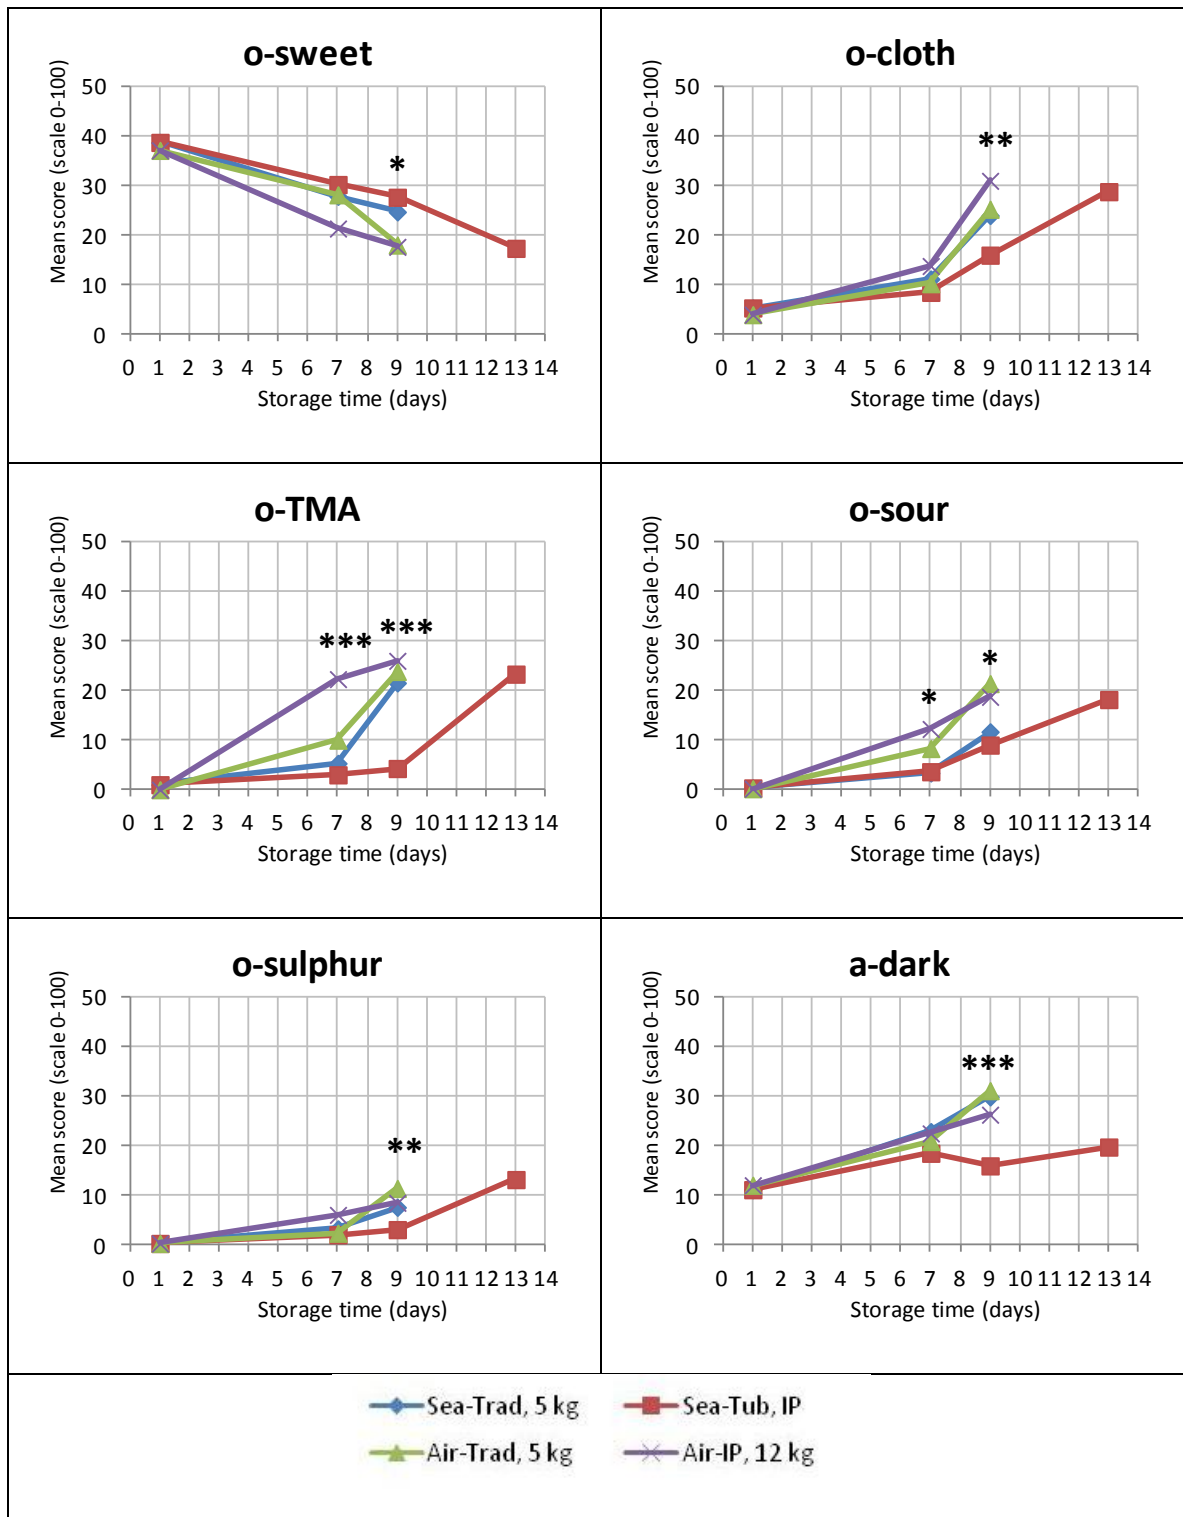 o-sweet
Mean score (scale 0-100)
50
40
30
20
10
0
*
0 1 2 3 4 5 6 7 8 9 10 11 12 13 14
Storage time (days)
o-cloth
Mean score (scale 0-100)
50
40
30
20
10
0
**
0 1 2 3 4 5 6 7 8 9 10 11 12 13 14
Storage time (days)
o-TMA
Mean score (scale 0-100)
50
40
30
20
10
0
*** ***
0 1 2 3 4 5 6 7 8 9 10 11 12 13 14
Storage time (days)
o-sour
Mean score (scale 0-100)
50
40
30
20
10
0
* *
0 1 2 3 4 5 6 7 8 9 10 11 12 13 14
Storage time (days)
o-sulphur
Mean score (scale 0-100)
50
40
30
20
10
0
**
0 1 2 3 4 5 6 7 8 9 10 11 12 13 14
Storage time (days)
a-dark
Mean score (scale 0-100)
50
40
30
20
10
0
***
0 1 2 3 4 5 6 7 8 9 10 11 12 13 14
Storage time (days)
Sea-Trad, 5 kg Sea-Tub, IP
Air-Trad, 5 kg Air-IP, 12 kg